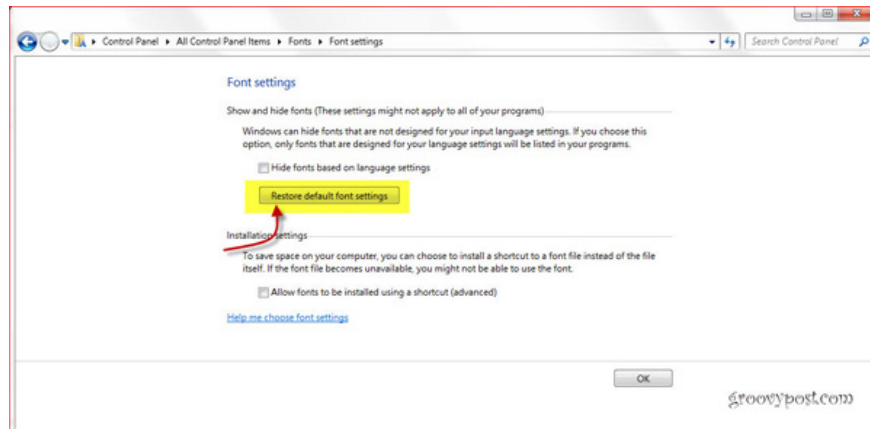 Control Panel ▸ All Control Panel Items ▸ Fonts ▸ Font settings
Search Control Panel
Font settings
Show and hide fonts (These settings might not apply to all of your programs)
Windows can hide fonts that are not designed for your input language settings. If you choose this
option, only fonts that are designed for your language settings will be listed in your programs.
Hide fonts based on language settings
Restore default font settings
Installation settings
To save space on your computer, you can choose to install a shortcut to a font file instead of the file
itself. If the font file becomes unavailable, you might not be able to use the font.
Allow fonts to be installed using a shortcut (advanced)
Help me choose font settings
OK
groovypost.com